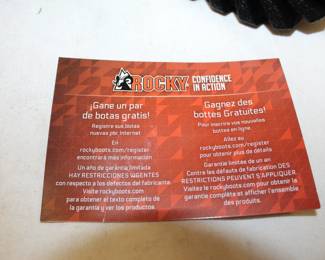 ROCKY CONFIDENCE
IN ACTION
¡Gane un par
de botas gratis!
Registre sus botas
nuevas por Internet
En
rockyboots.com/register
encontrará más información
Un año de garantía limitada
HAY RESTRICCIONES VIGENTES
con respecto a los defectos del fabricante.
Visite rockyboots.com
para obtener el texto completo de
la garantía y ver los productos.
Gagnez des
bottes Gratuites!
Pour inscrire vos nouvelles
bottes en ligne.
Allez au
rockyboots.com/register
pour obtenir plus de détails
Garantie limitée de un an
Contre les défauts de fabrication DES
RESTRICTIONS PEUVENT S'APPLIQUER
Visitez le rockyboots.com pour obtenir la
garantie complète et afficher l'ensemble
des produits.